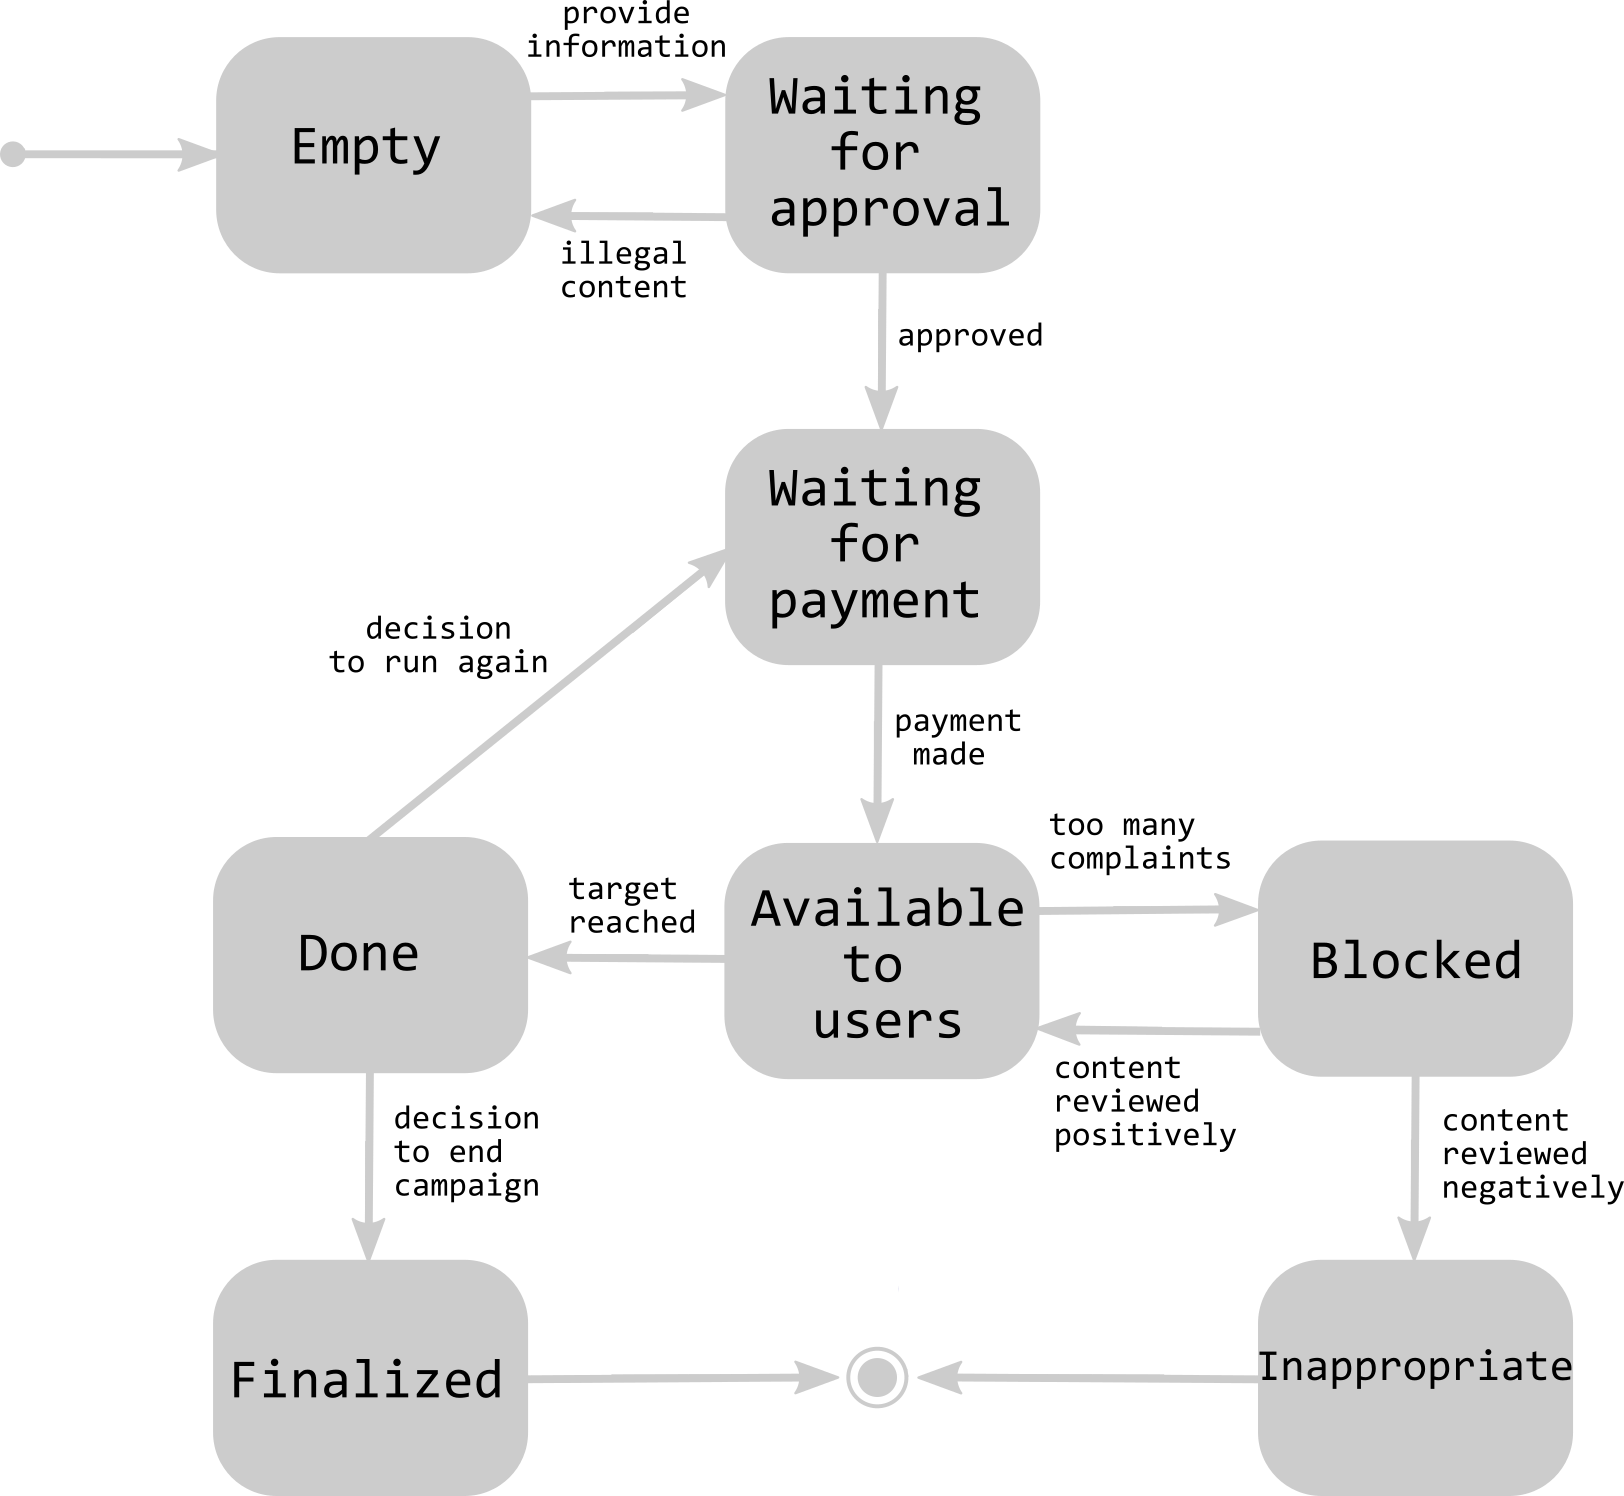 provide
information
Empty
Waiting
for
approval
illegal
content
approved
Waiting
for
payment
decision
to run again
payment
made
too many
complaints
target
reached
Done
Available
to
users
Blocked
content
reviewed
positively
decision
to end
campaign
content
reviewed
negatively
Finalized
Inappropriate